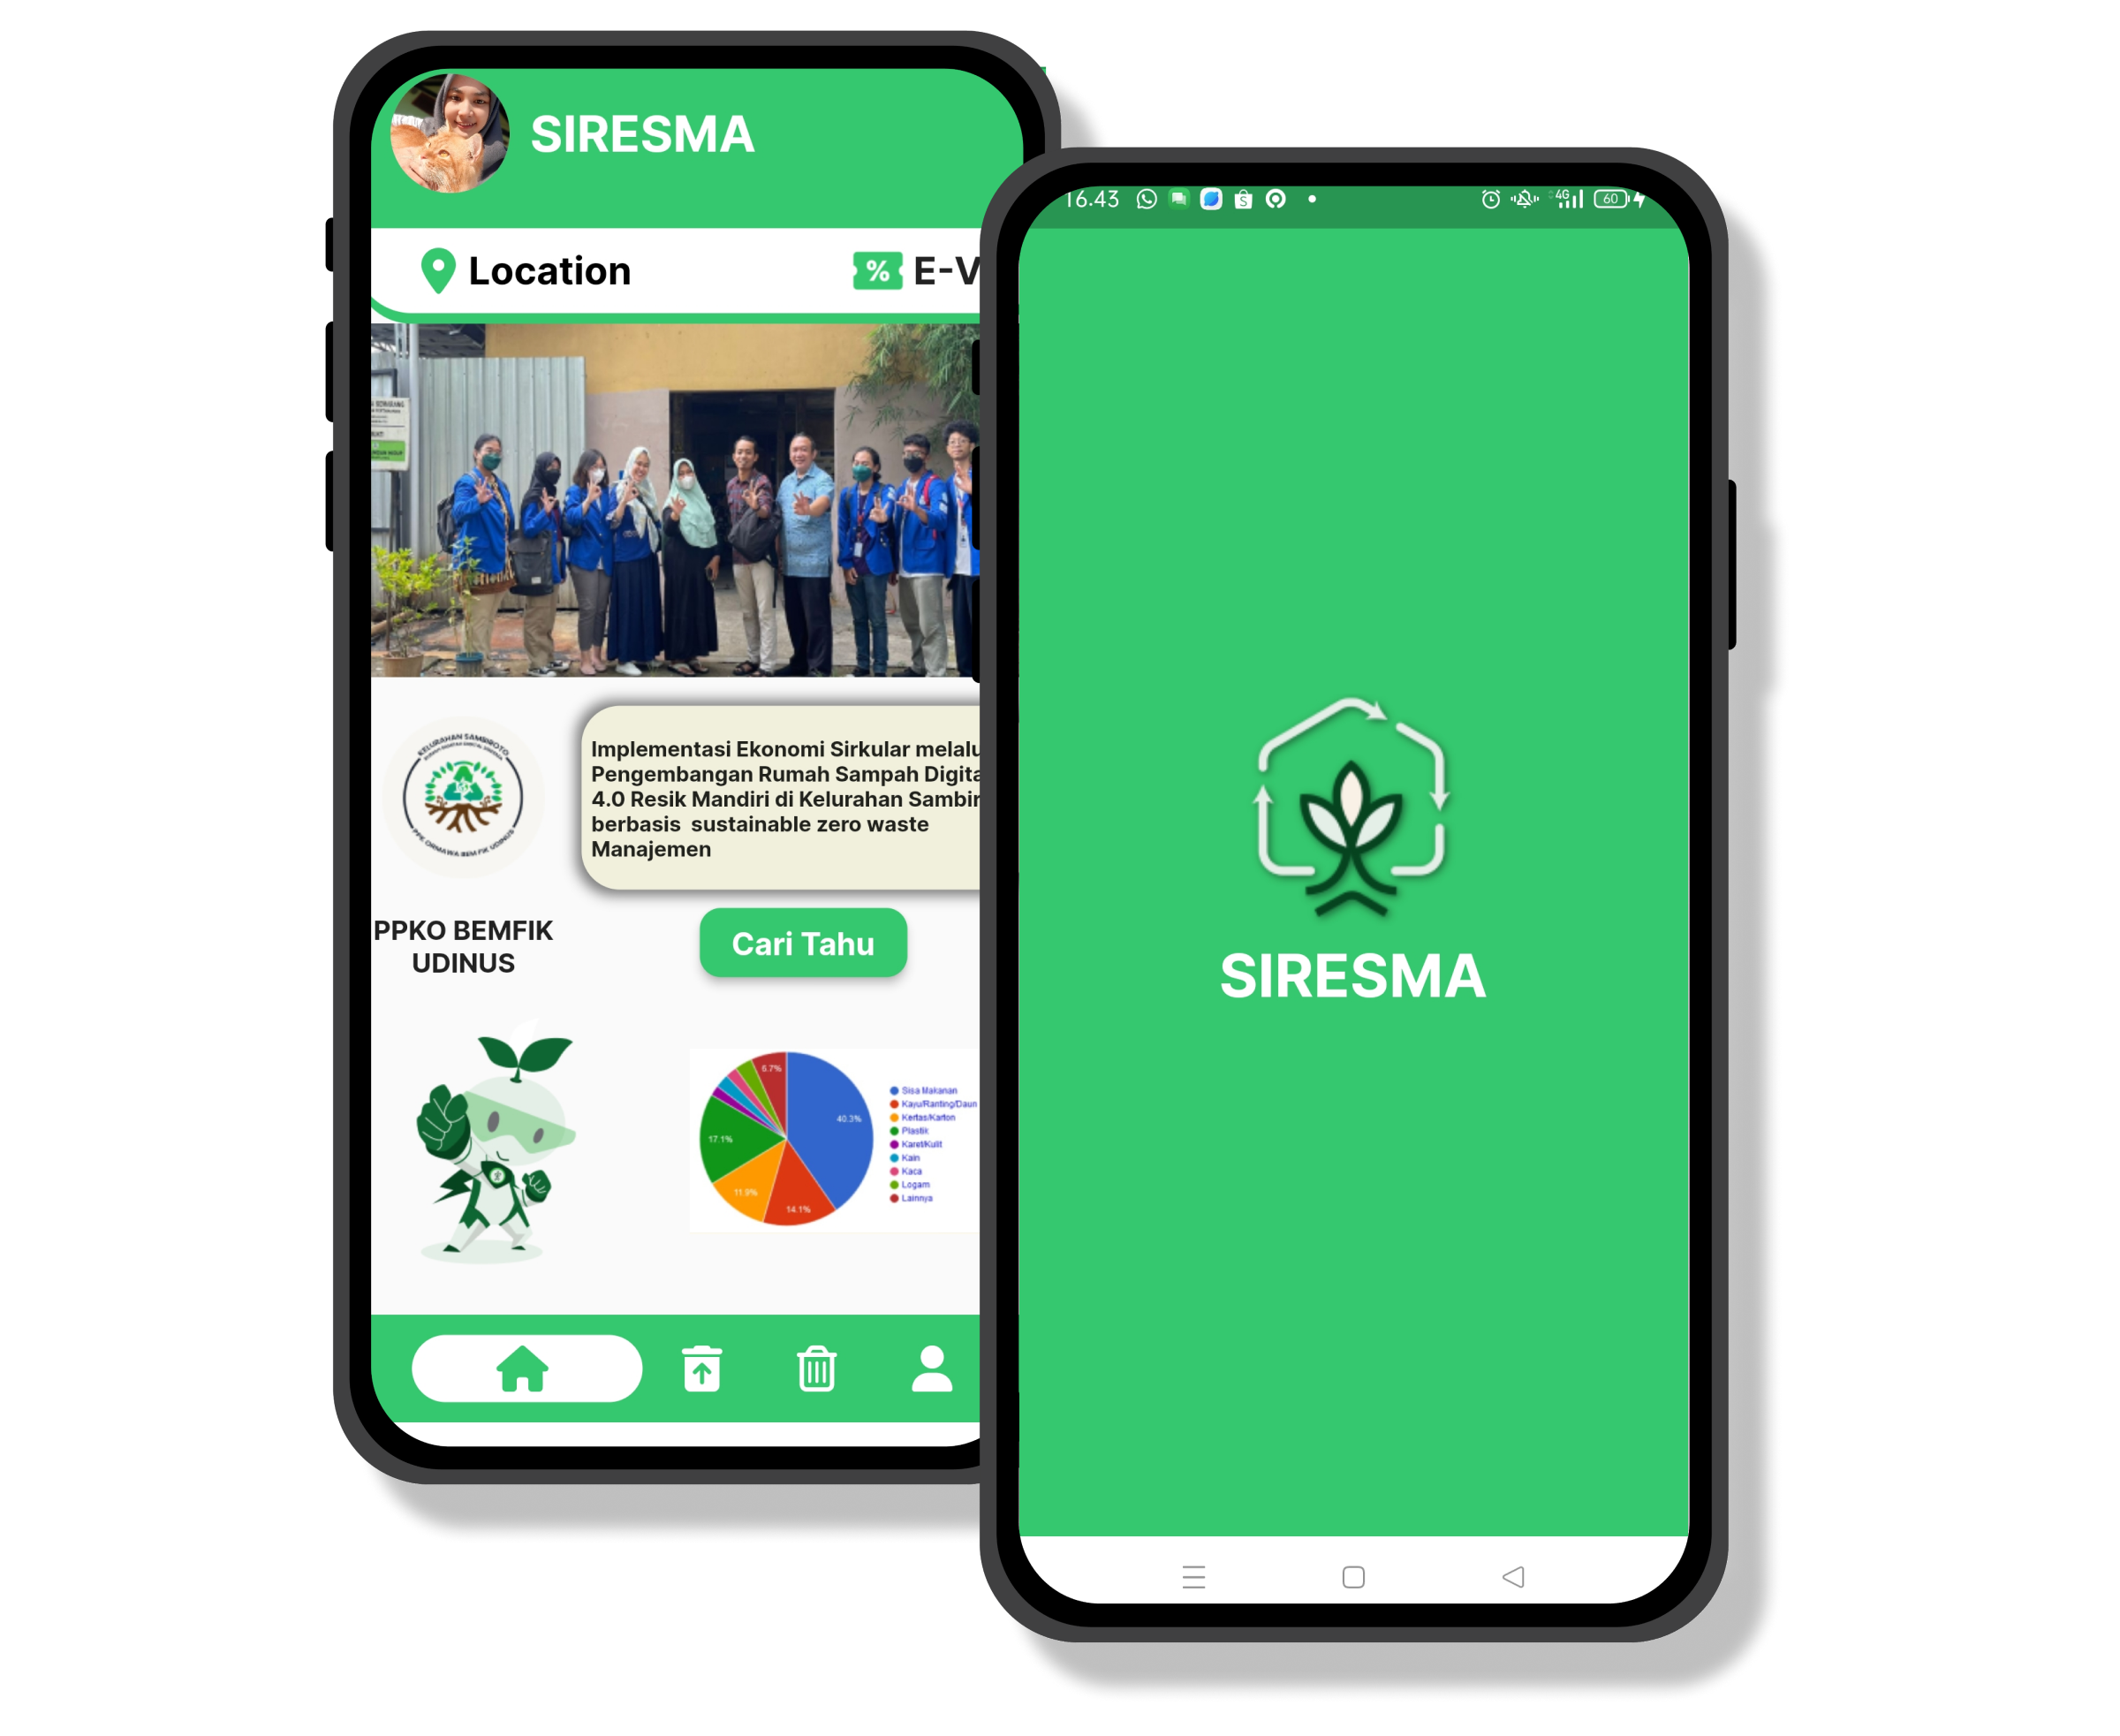 SIRESMA
Location
E-V
Implementasi Ekonomi Sirkular melalu
Pengembangan Rumah Sampah Digita
4.0 Resik Mandiri di Kelurahan Sambir
berbasis  sustainable zero waste
Manajemen
KELURAHAN SAMBIROTO
PPK ORMAWA BEM FIK UDINUS
PPKO BEMFIK
UDINUS
Cari Tahu
6.7%
40.3%
17.1%
11.9%
14.1%
Sisa Makanan
Kayu/Ranting/Daun
Kertas/Karton
Plastik
Karet/Kulit
Kain
Kaca
Logam
Lainnya
16.43
4G
60
SIRESMA